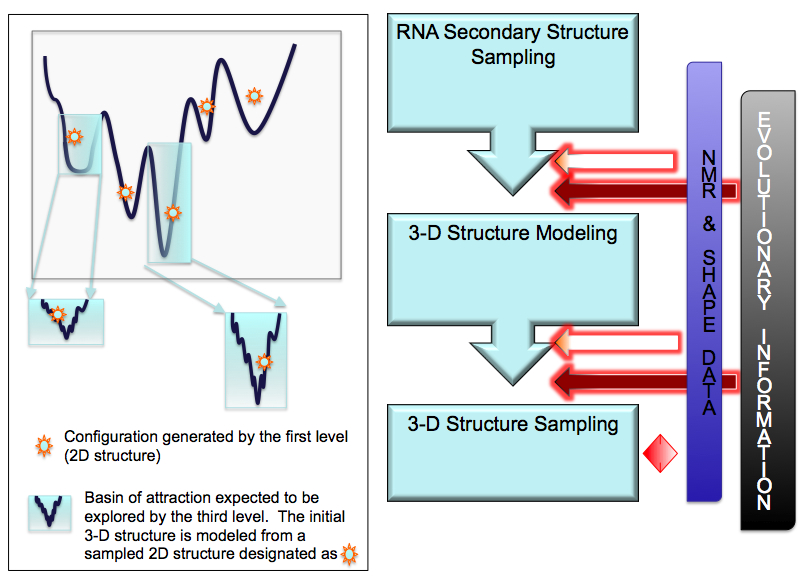 Configuration generated by the first level
(2D structure)
Basin of attraction expected to be
explored by the third level.  The initial
3-D structure is modeled from a
sampled 2D structure designated as
RNA Secondary Structure
Sampling
3-D Structure Modeling
3-D Structure Sampling
NMR & SHAPE DATA
EVOLUTIONARY INFORMATION